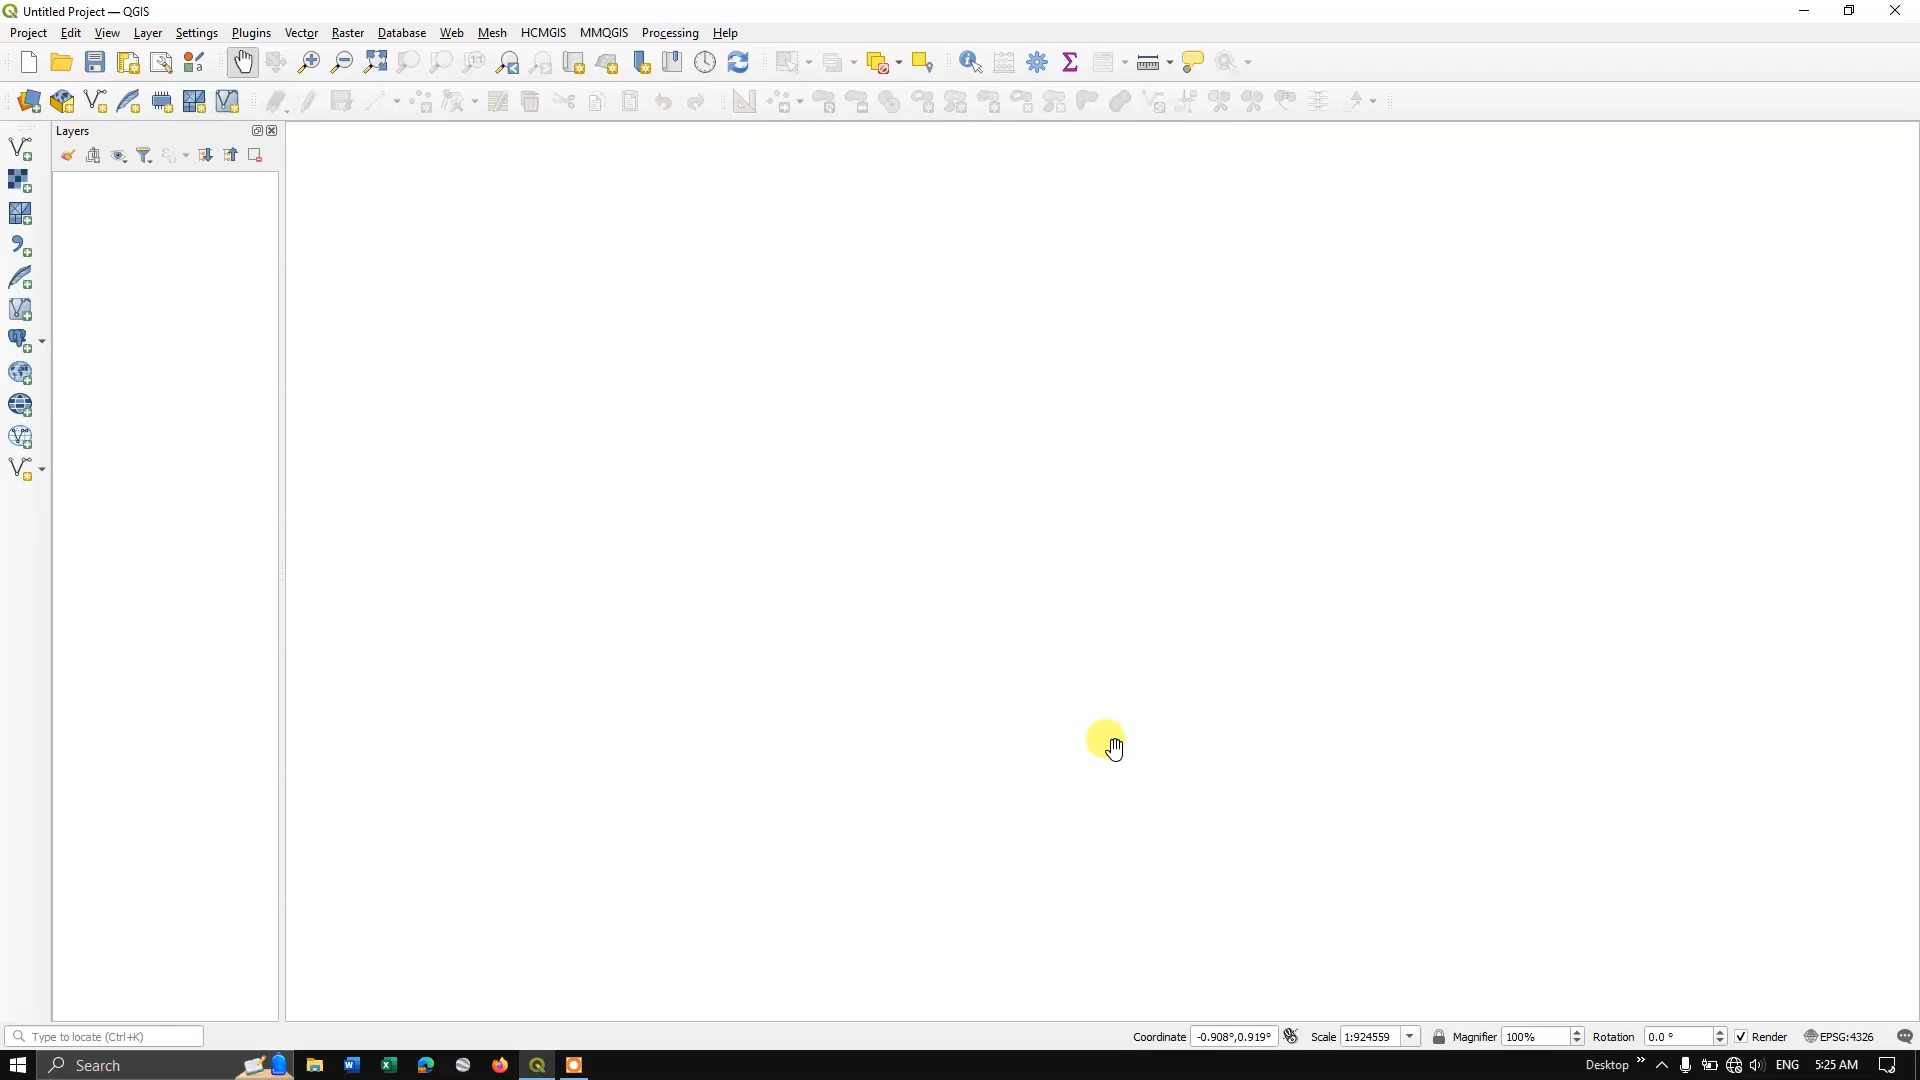 Untitled Project — QGIS
Project Edit View Layer Settings Plugins Vector Raster Database Web Mesh HCMGIS MMQGIS Processing Help
Layers
Type to locate (Ctrl+K)
Coordinate -0.908°,0.919° Scale 1:924559 Magnifier 100% Rotation 0.0 ° Render EPSG:4326
Search
Desktop » ENG 5:25 AM